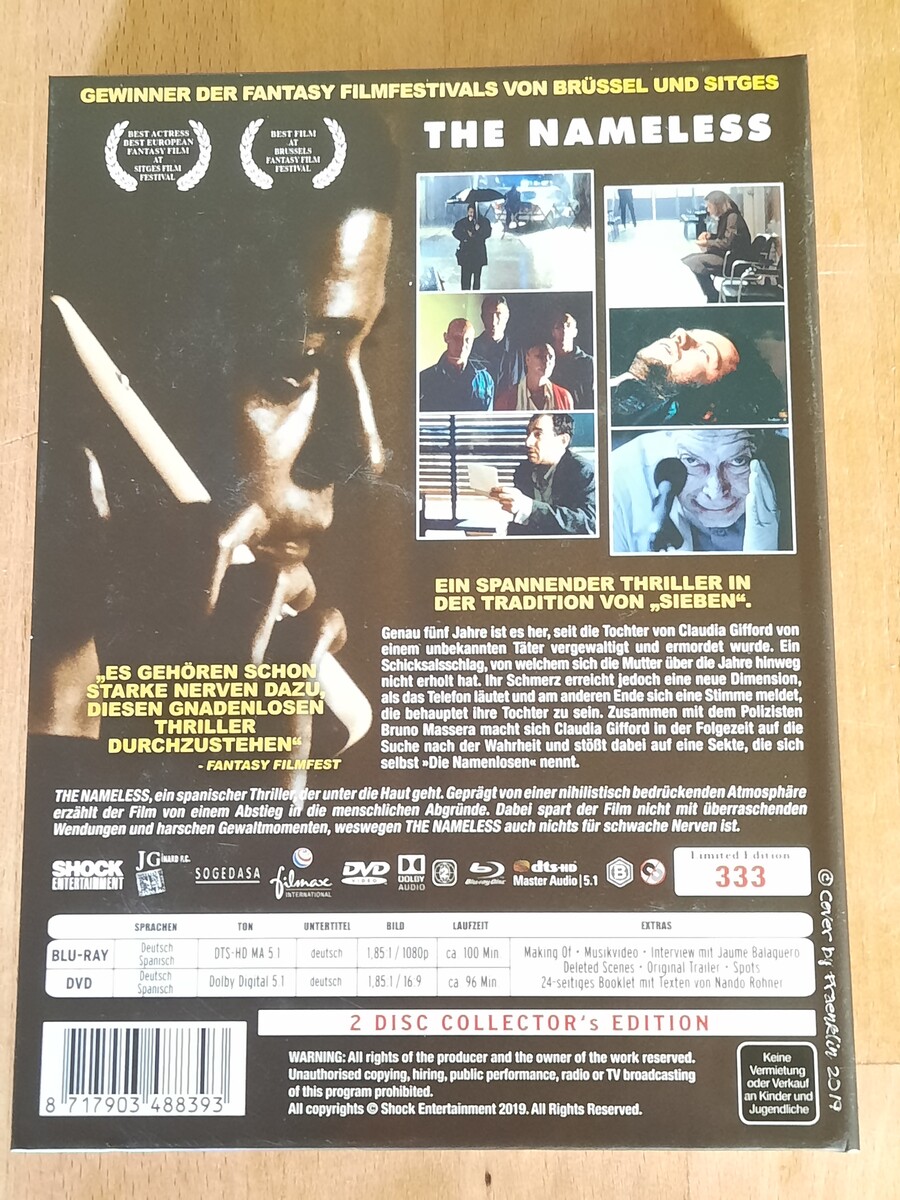 GEWINNER DER FANTASY FILMFESTIVALS VON BRÜSSEL UND SITGES
BEST ACTRESS
BEST EUROPEAN
FANTASY FILM
AT
SITGES FILM
FESTIVAL
BEST FILM
AT
BRUSSELS
FANTASY FILM
FESTIVAL
THE NAMELESS
EIN SPANNENDER THRILLER IN
DER TRADITION VON „SIEBEN“.
Genau fünf Jahre ist es her, seit die Tochter von Claudia Gifford von
einem unbekannten Täter vergewaltigt und ermordet wurde. Ein
Schicksalsschlag, von welchem sich die Mutter über die Jahre hinweg
nicht erholt hat. Ihr Schmerz erreicht jedoch eine neue Dimension,
als das Telefon läutet und am anderen Ende sich eine Stimme meldet,
die behauptet ihre Tochter zu sein. Zusammen mit dem Polizisten
Bruno Massera macht sich Claudia Gifford in der Folgezeit auf die
Suche nach der Wahrheit und stößt dabei auf eine Sekte, die sich
selbst »Die Namenlosen« nennt.
„ES GEHÖREN SCHON
STARKE NERVEN DAZU,
DIESEN GNADENLOSEN
THRILLER
DURCHZUSTEHEN“
- FANTASY FILMFEST
THE NAMELESS, ein spanischer Thriller, der unter die Haut geht. Geprägt von einer nihilistisch bedrückenden Atmosphäre
erzählt der Film von einem Abstieg in die menschlichen Abgründe. Dabei spart der Film nicht mit überraschenden
Wendungen und harschen Gewaltmomenten, weswegen THE NAMELESS auch nichts für schwache Nerven ist.
SHOCK
ENTERTAINMENT
JGINARD P.C.
SOGEDASA
filmax
INTERNATIONAL
DVD
VIDEO
DOLBY
AUDIO
2
Blu-ray Disc
dts-HD
Master Audio | 5.1
B
Limited Edition
333
© Cover by Fraenklin 2019
SPRACHEN TON UNTERTITEL BILD LAUFZEIT EXTRAS
BLU-RAY Deutsch Spanisch DTS-HD MA 5.1 deutsch 1,85:1 / 1080p ca. 100 Min.
DVD Deutsch Spanisch Dolby Digital 5.1 deutsch 1,85:1 / 16:9 ca. 96 Min
Making Of • Musikvideo • Interview mit Jaume Balaguero
Deleted Scenes • Original Trailer • Spots
24-seitiges Booklet mit Texten von Nando Rohner
2 DISC COLLECTOR's EDITION
8 717903 488393
WARNING: All rights of the producer and the owner of the work reserved.
Unauthorised copying, hiring, public performance, radio or TV broadcasting
of this program prohibited.
All copyrights © Shock Entertainment 2019. All Rights Reserved.
Keine
Vermietung
oder Verkauf
an Kinder und
Jugendliche